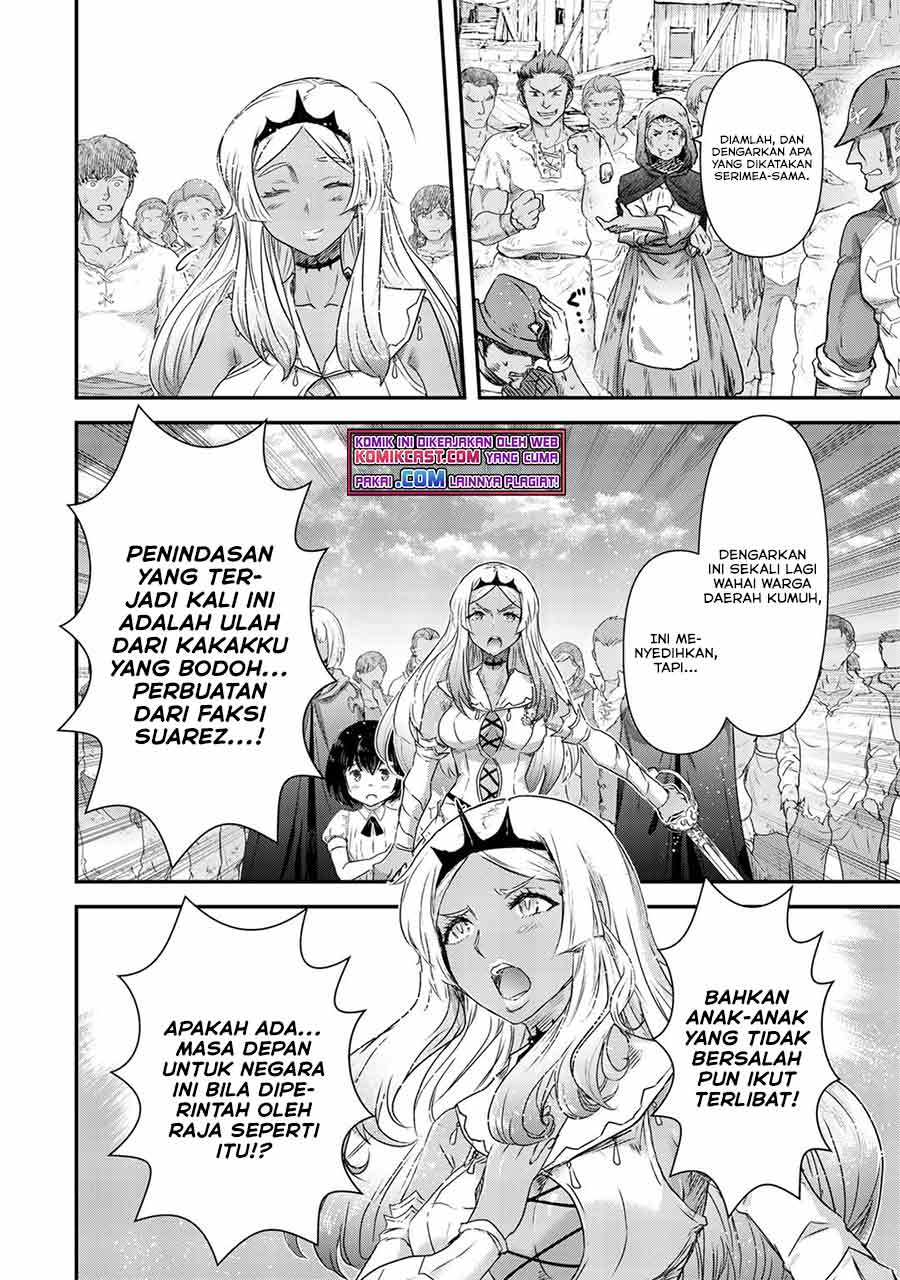 DIAMLAH, DAN
DENGARKAN APA
YANG DIKATAKAN
SERIMEA-SAMA.
ぐぐ
KOMIK INI DIKERJAKAN OLEH WEB
KOMIKCAST.COM YANG CUMA
PAKAI .COM LAINNYA PLAGIAT!
DENGARKAN
INI SEKALI LAGI
WAHAI WARGA
DAERAH KUMUH,
INI ME-
NYEDIHKAN,
TAPI...
PENINDASAN
YANG TER-
JADI KALI INI
ADALAH ULAH
DARI KAKAKKU
YANG BODOH...
PERBUATAN
DARI FAKSI
SUAREZ...!
BAHKAN
ANAK-ANAK
YANG TIDAK
BERSALAH
PUN IKUT
TERLIBAT!
APAKAH ADA...
MASA DEPAN
UNTUK NEGARA
INI BILA DIPE-
RINTAH OLEH
RAJA SEPERTI
ITU!?